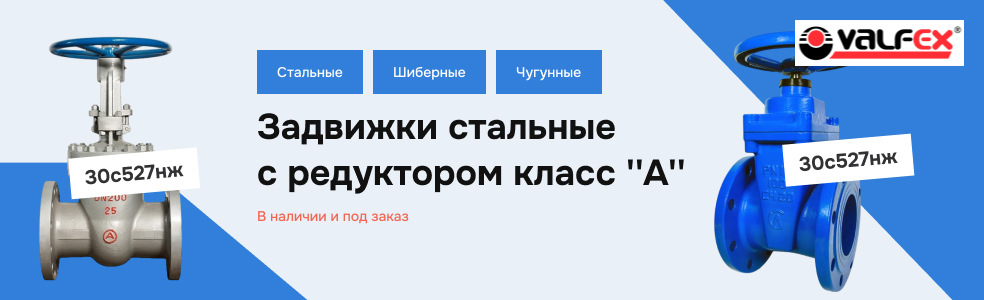 VALFEX®
Стальные
Шиберные
Чугунные
Задвижки стальные
с редуктором класс "А"
В наличии и под заказ
30с527нж
DN200
25
A
30с527нж